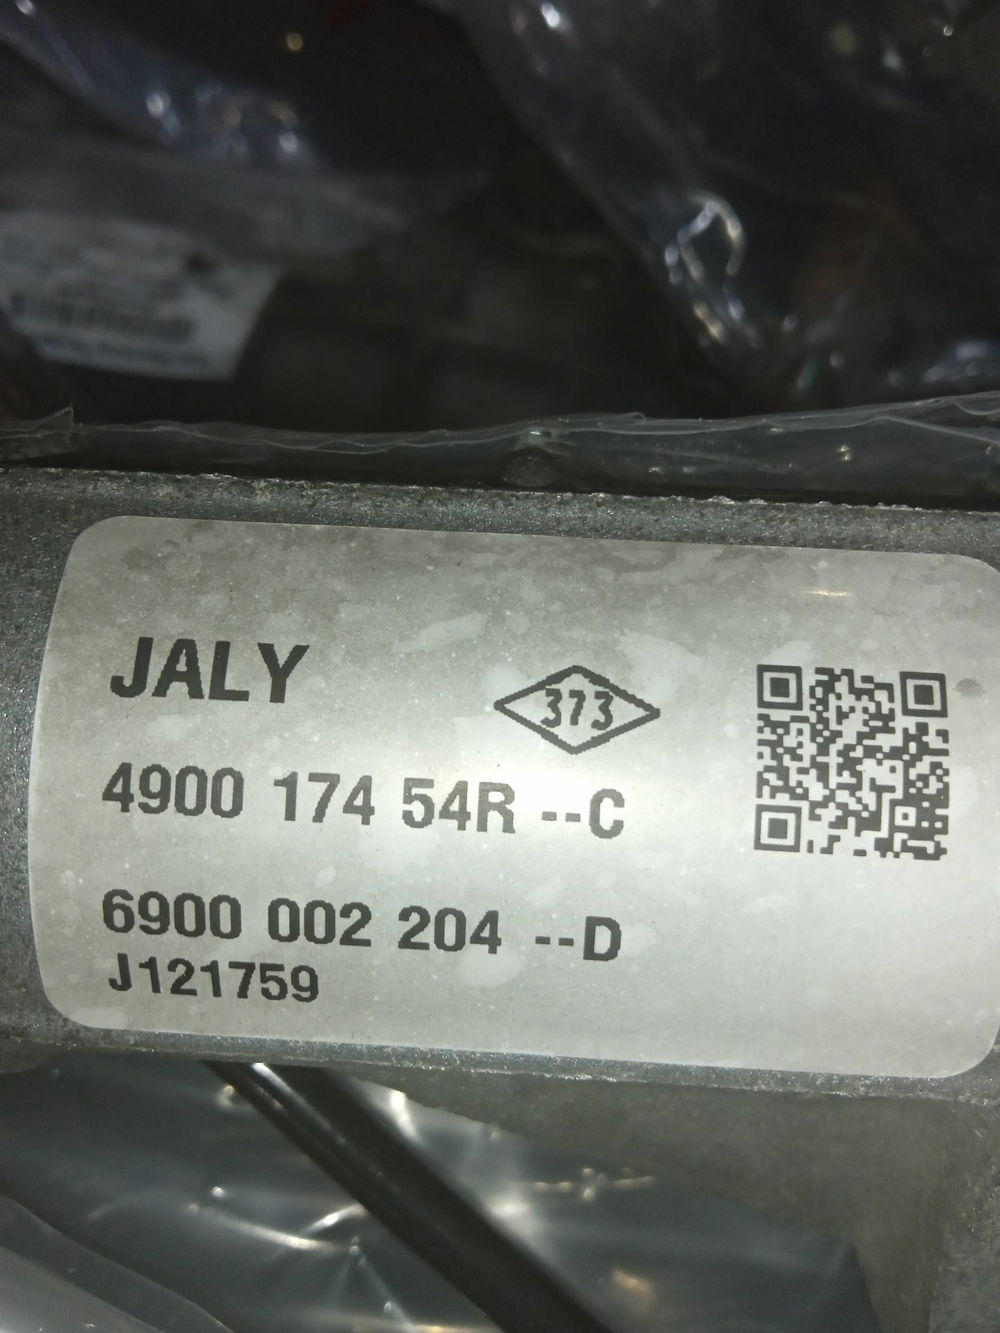 JALY
373
4900 174 54R --C
6900 002 204 --D
J121759